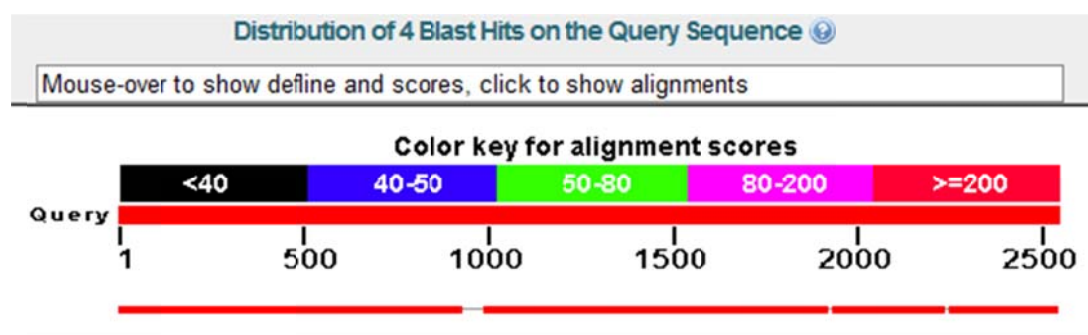 Distribution of 4 Blast Hits on the Query Sequence
Mouse-over to show defline and scores, click to show alignments
Color key for alignment scores
<40 40-50 50-80 80-200 >=200
Query
1 500 1000 1500 2000 2500